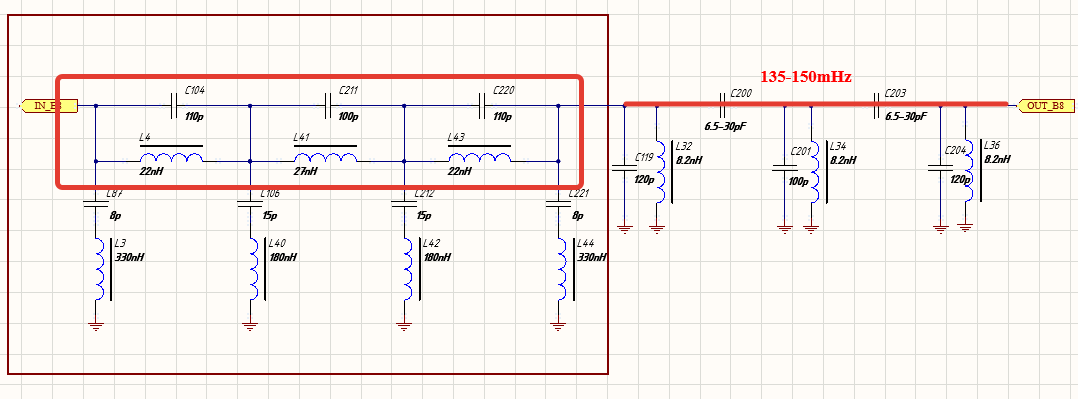 135-150mHz
C104
C211
C220
C200
C203
IN_B8
OUT_B8
110p
100p
110p
6.5-30pF
6.5-30pF
L4
L41
L43
L32
L34
L36
C119
8.2nH
C201
8.2nH
C204
8.2nH
22nH
27nH
22nH
120p
100p
120p
C87
C106
C212
C221
8p
15p
15p
8p
L3
L40
L42
L44
330nH
180nH
180nH
330nH